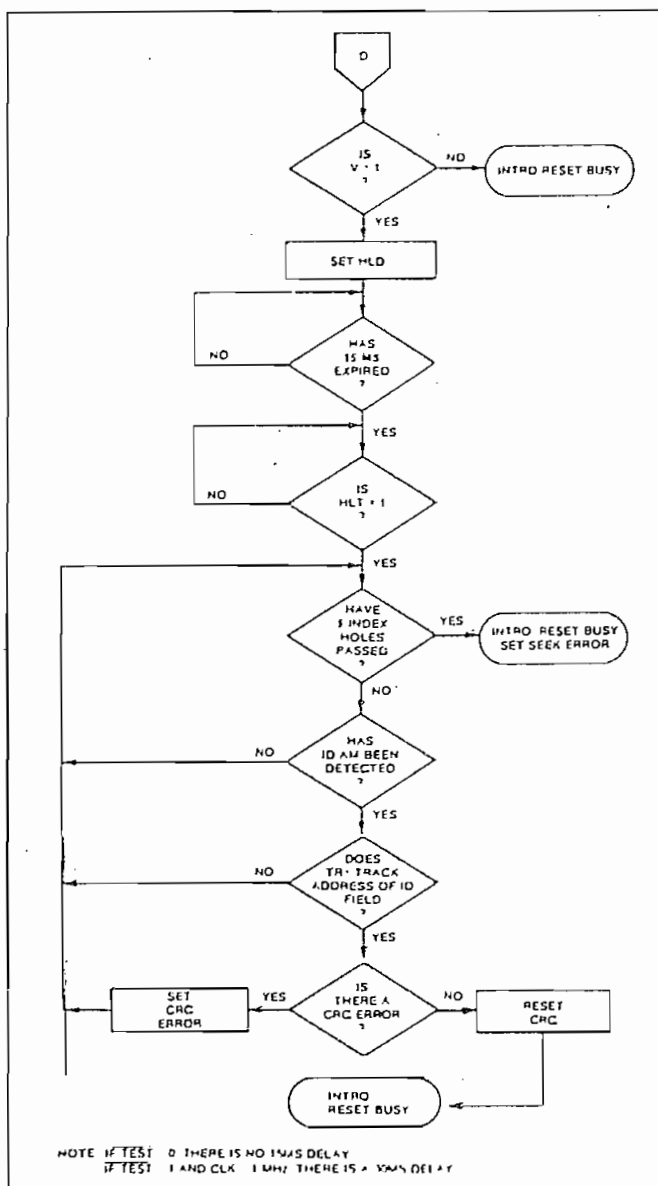 D
IS
V = 1
?
NO
INTRQ RESET BUSY
YES
SET HLD
HAS
15 MS
EXPIRED
?
NO
YES
IS
HLT = 1
?
NO
YES
HAVE
5 INDEX
HOLES
PASSED
?
YES
INTRQ RESET BUSY
SET SEEK ERROR
NO
HAS
ID AM BEEN
DETECTED
?
NO
YES
DOES
TR = TRACK
ADDRESS OF ID
FIELD
?
NO
YES
IS
THERE A
CRC ERROR
?
YES
SET
CRC
ERROR
NO
RESET
CRC
INTRQ
RESET BUSY
NOTE IF TEST 0 THERE IS NO 15MS DELAY
IF TEST 1 AND CLK 1 MHZ THERE IS A 30MS DELAY